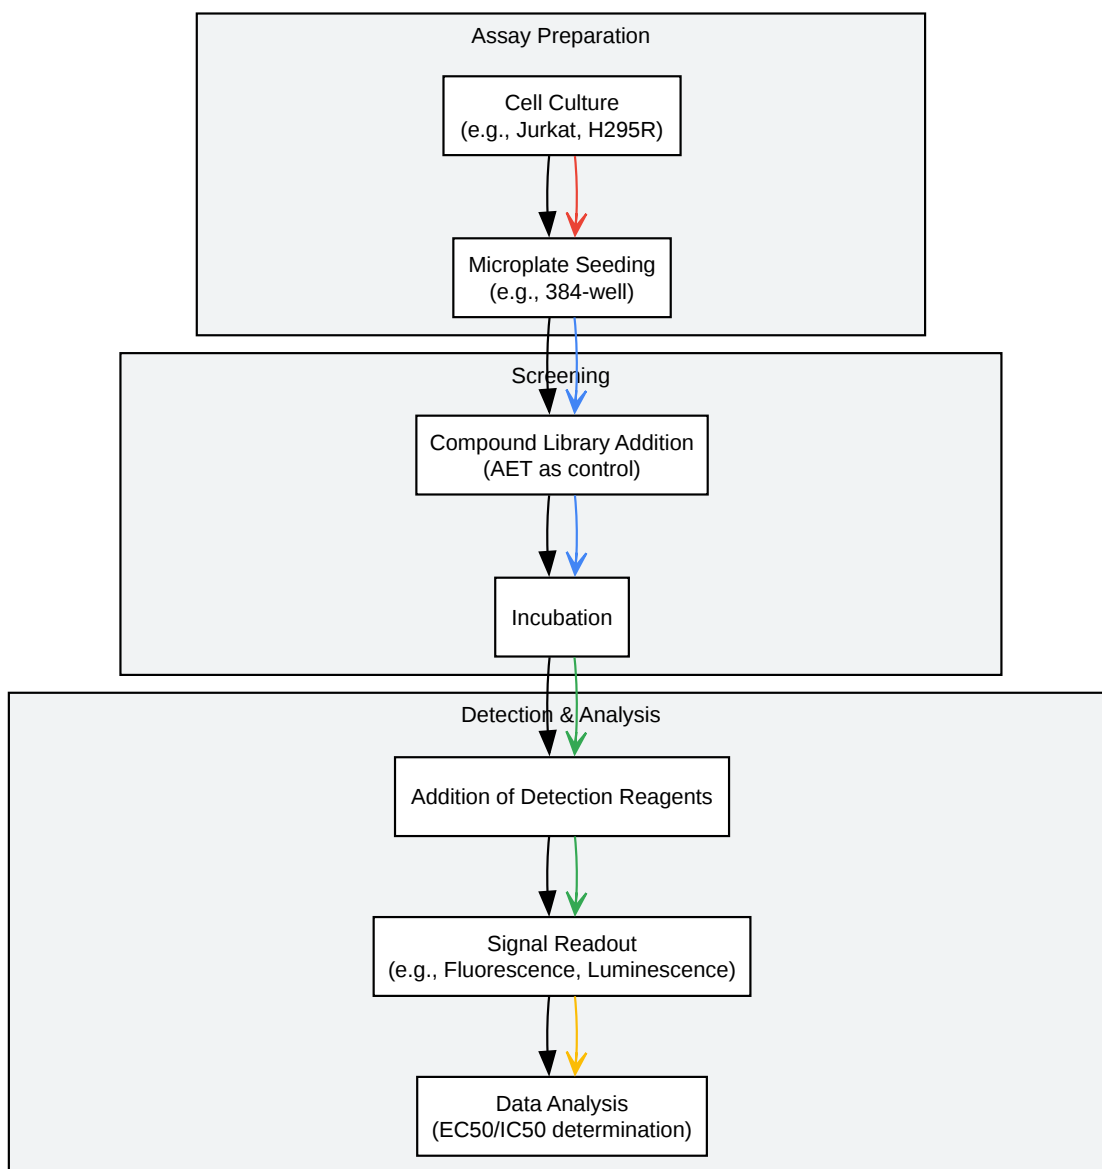 Assay Preparation
Cell Culture
(e.g., Jurkat, H295R)
Microplate Seeding
(e.g., 384-well)
Screening
Compound Library Addition
(AET as control)
Incubation
Detection & Analysis
Addition of Detection Reagents
Signal Readout
(e.g., Fluorescence, Luminescence)
Data Analysis
(EC50/IC50 determination)